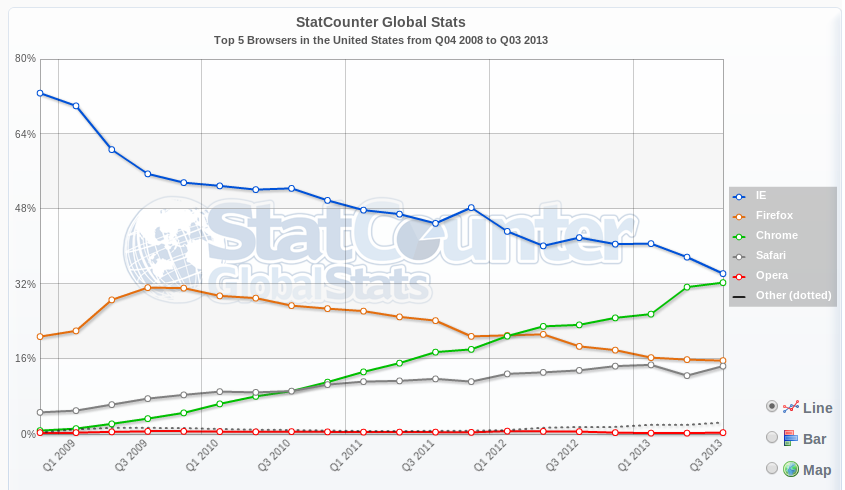 StatCounter Global Stats
Top 5 Browsers in the United States from Q04 2008 to Q03 2013
80%
64%
48%
32%
16%
0%
StatCounter
GlobalStats
IE
Firefox
Chrome
Safari
Opera
Other (dotted)
Q1 2009
Q3 2009
Q1 2010
Q3 2010
Q1 2011
Q3 2011
Q1 2012
Q3 2012
Q1 2013
Q3 2013
Line
Bar
Map